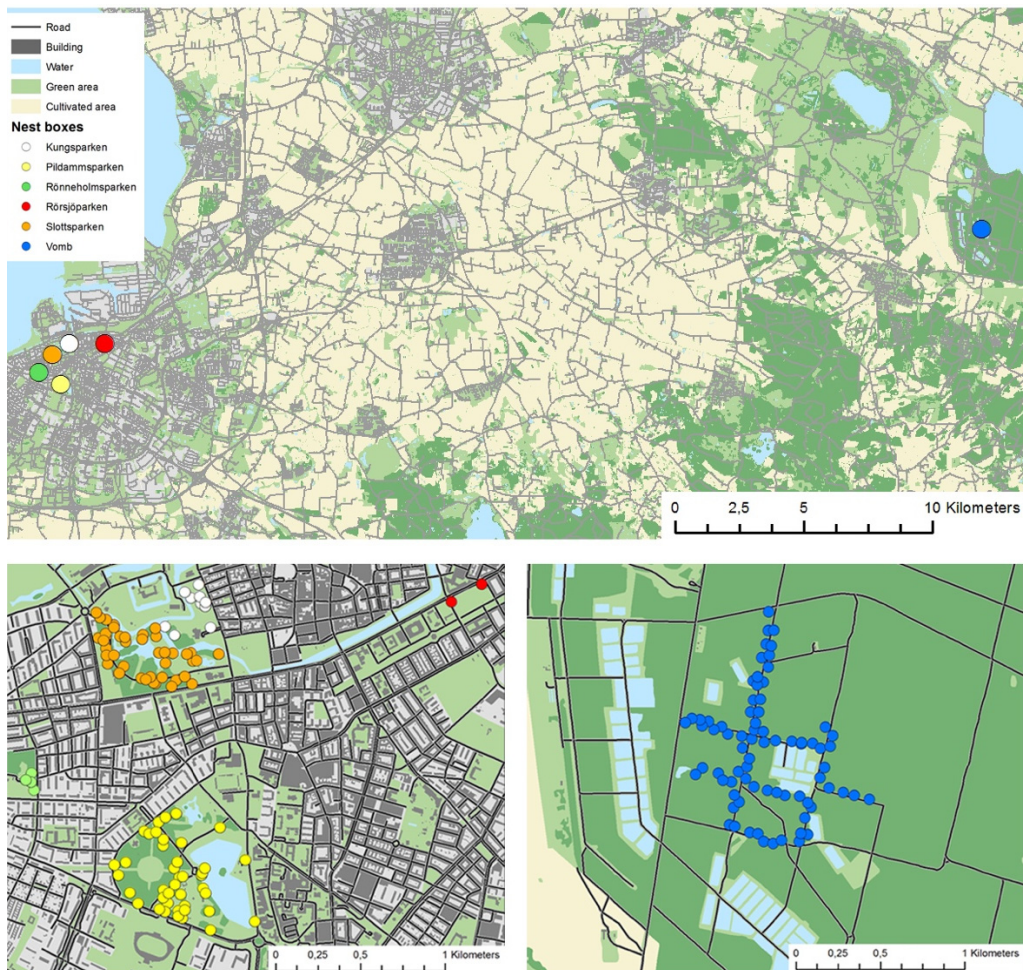 Road
Building
Water
Green area
Cultivated area
Nest boxes
Kungsparken
Pildammsparken
Rönneholmsparken
Rörsjöparken
Slottsparken
Vomb
0 2,5 5 10 Kilometers
0 0,25 0,5 1 Kilometers
0 0,25 0,5 1 Kilometers